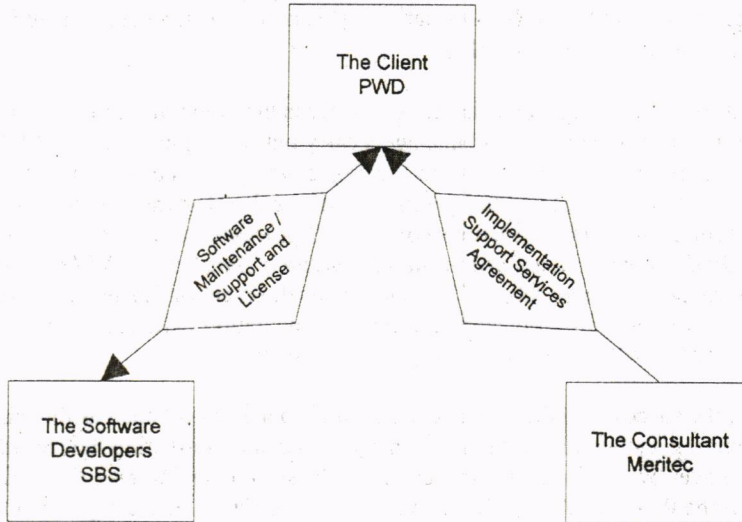 The Client
PWD
Software
Maintenance /
Support and
License
Implementation
Support Services
Agreement
The Software
Developers
SBS
The Consultant
Meritec